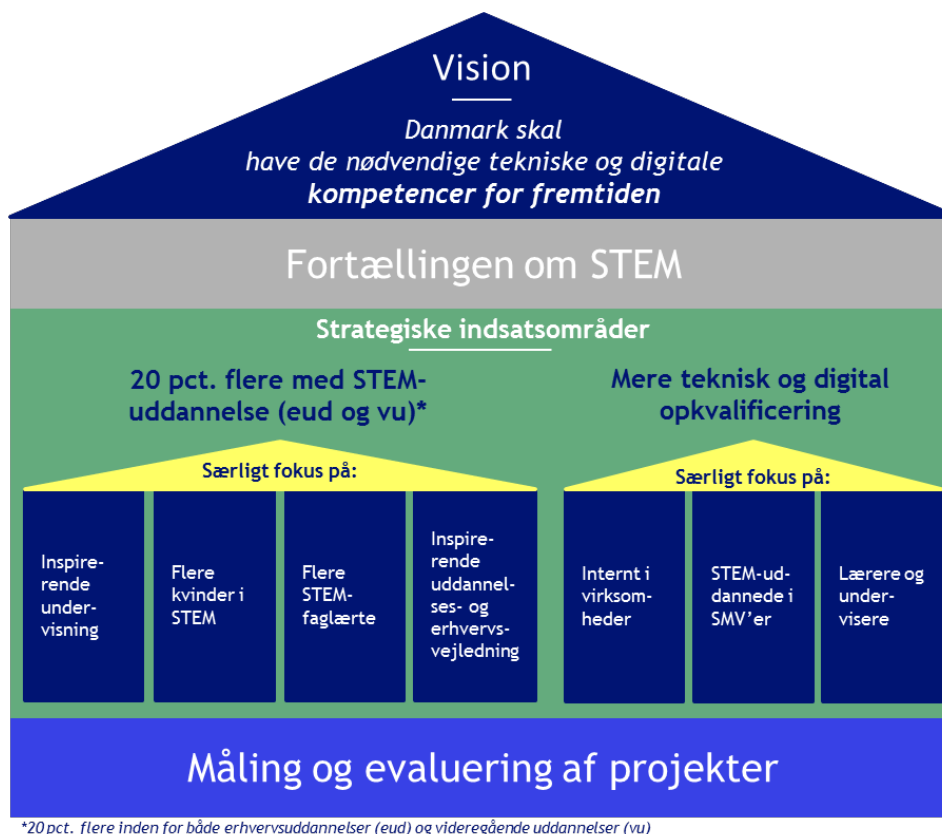 Vision
Danmark skal
have de nødvendige tekniske og digitale
kompetencer for fremtiden
Fortællingen om STEM
Strategiske indsatsområder
20 pct. flere med STEM-
uddannelse (eud og vu)*
Særligt fokus på:
Inspire-
rende
under-
visning
Flere
kvinder i
STEM
Flere
STEM-
faglærte
Inspire-
rende
uddannel-
ses- og
erhvervs-
vejledning
Mere teknisk og digital
opkvalificering
Særligt fokus på:
Internt i
virksom-
heder
STEM-ud-
dannede i
SMV'er
Lærere og
under-
visere
Måling og evaluering af projekter
*20 pct. flere inden for både erhvervsuddannelser (eud) og videregående uddannelser (vu)